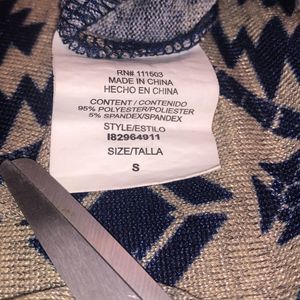 RN# 111503
MADE IN CHINA
HECHO EN CHINA
CONTENT / CONTENIDO
95% POLYESTER/POLIESTER
5% SPANDEX/SPANDEX
STYLE/ESTILO
I82964911
SIZE/TALLA
S